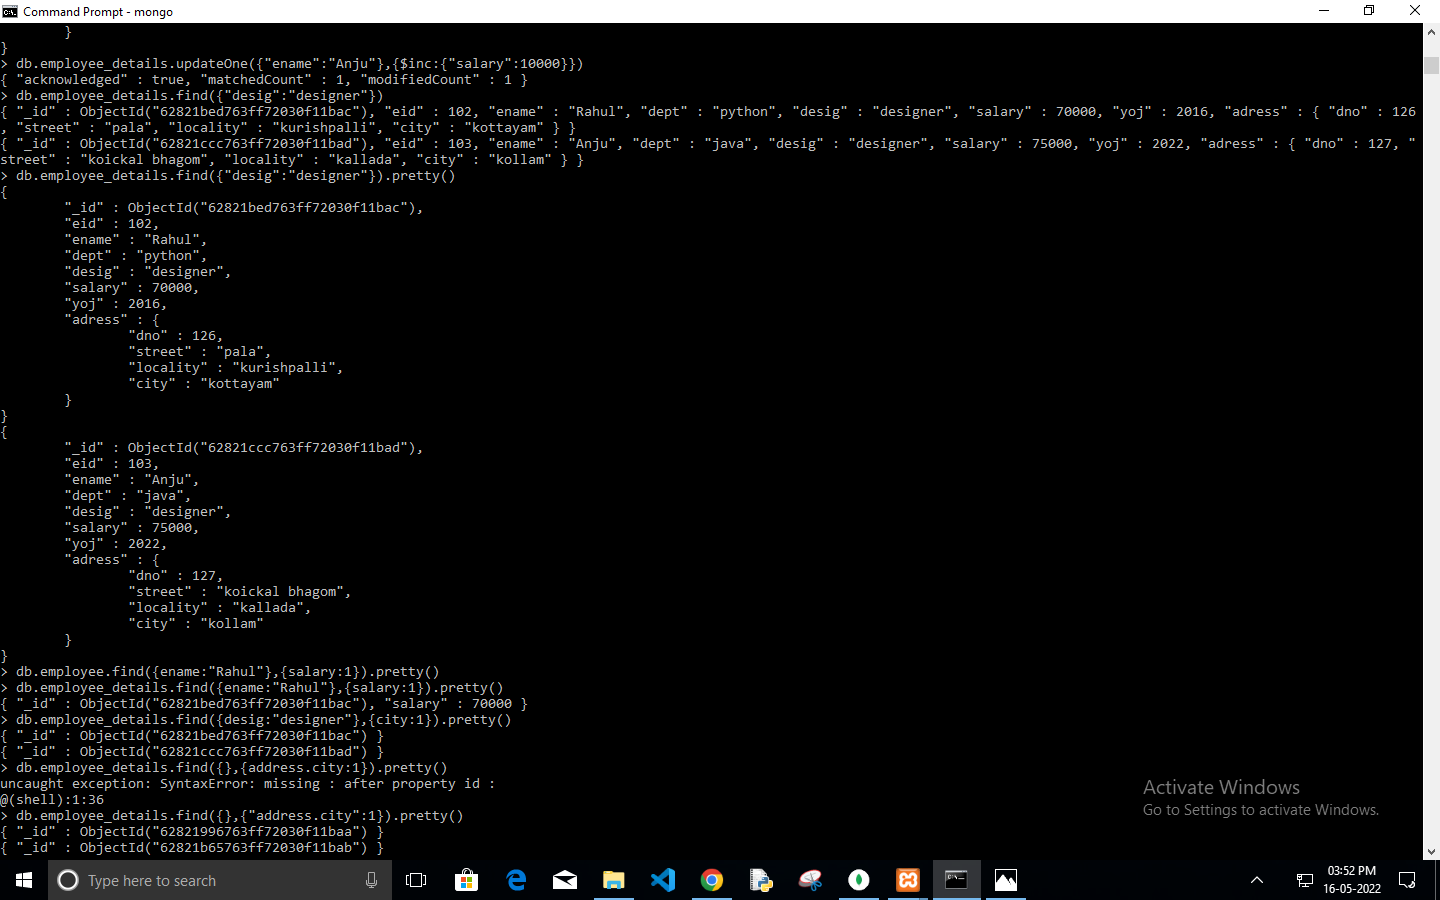 Command Prompt - mongo
        }
}
> db.employee_details.updateOne({"ename":"Anju"},{$inc:{"salary":10000}})
{ "acknowledged" : true, "matchedCount" : 1, "modifiedCount" : 1 }
> db.employee_details.find({"desig":"designer"})
{ "_id" : ObjectId("62821bed763ff72030f11bac"), "eid" : 102, "ename" : "Rahul", "dept" : "python", "desig" : "designer", "salary" : 70000, "yoj" : 2016, "adress" : { "dno" : 126
, "street" : "pala", "locality" : "kurishpalli", "city" : "kottayam" } }
{ "_id" : ObjectId("62821ccc763ff72030f11bad"), "eid" : 103, "ename" : "Anju", "dept" : "java", "desig" : "designer", "salary" : 75000, "yoj" : 2022, "adress" : { "dno" : 127, "
street" : "koickal bhagom", "locality" : "kallada", "city" : "kollam" } }
> db.employee_details.find({"desig":"designer"}).pretty()
{
        "_id" : ObjectId("62821bed763ff72030f11bac"),
        "eid" : 102,
        "ename" : "Rahul",
        "dept" : "python",
        "desig" : "designer",
        "salary" : 70000,
        "yoj" : 2016,
        "adress" : {
                "dno" : 126,
                "street" : "pala",
                "locality" : "kurishpalli",
                "city" : "kottayam"
        }
}
{
        "_id" : ObjectId("62821ccc763ff72030f11bad"),
        "eid" : 103,
        "ename" : "Anju",
        "dept" : "java",
        "desig" : "designer",
        "salary" : 75000,
        "yoj" : 2022,
        "adress" : {
                "dno" : 127,
                "street" : "koickal bhagom",
                "locality" : "kallada",
                "city" : "kollam"
        }
}
> db.employee.find({ename:"Rahul"},{salary:1}).pretty()
> db.employee_details.find({ename:"Rahul"},{salary:1}).pretty()
{ "_id" : ObjectId("62821bed763ff72030f11bac"), "salary" : 70000 }
> db.employee_details.find({desig:"designer"},{city:1}).pretty()
{ "_id" : ObjectId("62821bed763ff72030f11bac") }
{ "_id" : ObjectId("62821ccc763ff72030f11bad") }
> db.employee_details.find({},{address.city:1}).pretty()
uncaught exception: SyntaxError: missing : after property id :
@(shell):1:36
> db.employee_details.find({},{"address.city":1}).pretty()
{ "_id" : ObjectId("62821996763ff72030f11baa") }
{ "_id" : ObjectId("62821b65763ff72030f11bab") }
Activate Windows
Go to Settings to activate Windows.
Type here to search
03:52 PM
16-05-2022